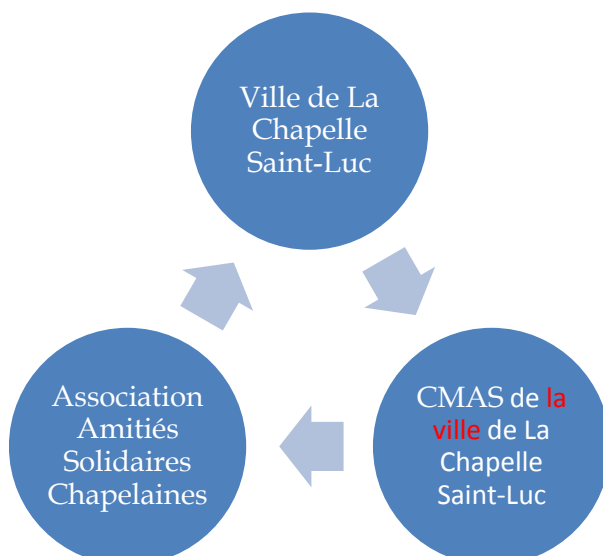 Ville de La
Chapelle
Saint-Luc
Association
Amitiés
Solidaires
Chapelaines
CMAS de la
ville de La
Chapelle
Saint-Luc